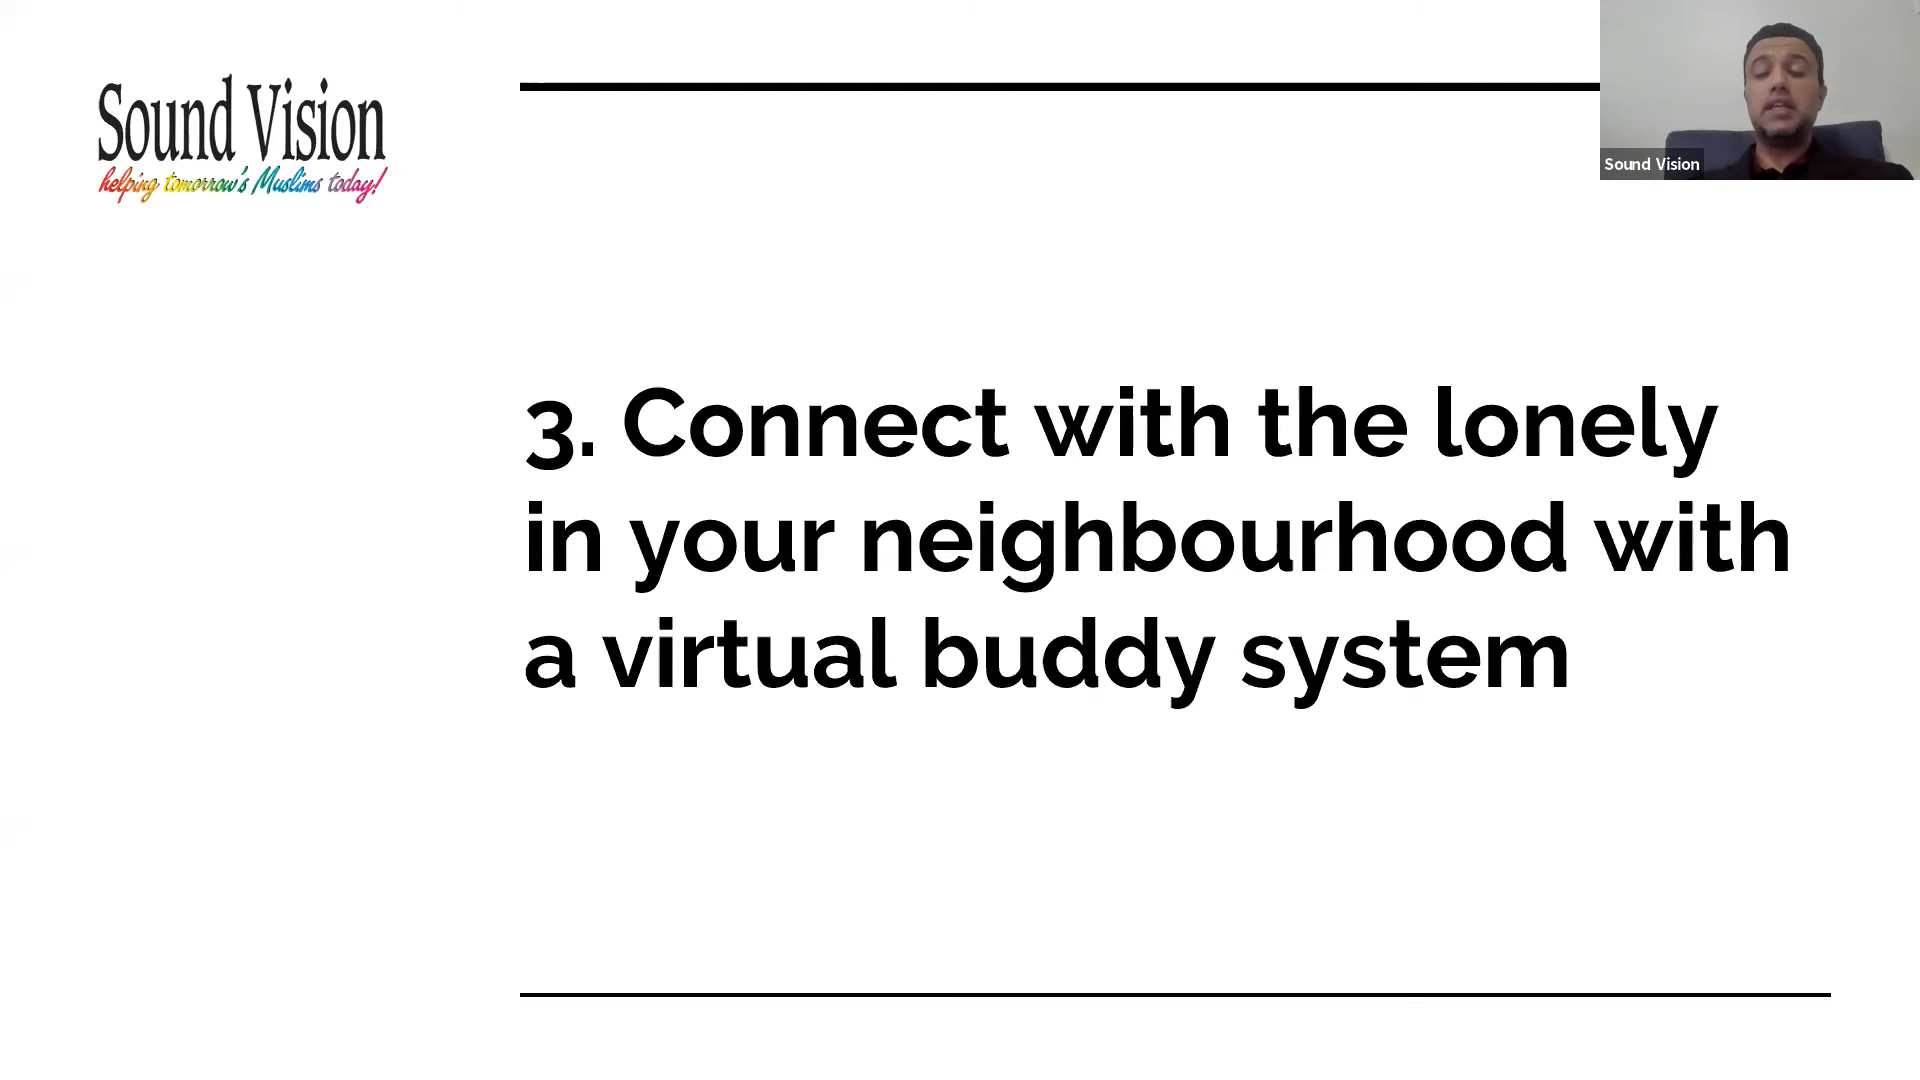 Sound Vision
helping tomorrow's Muslims today!
Sound Vision
3. Connect with the lonely
in your neighbourhood with
a virtual buddy system